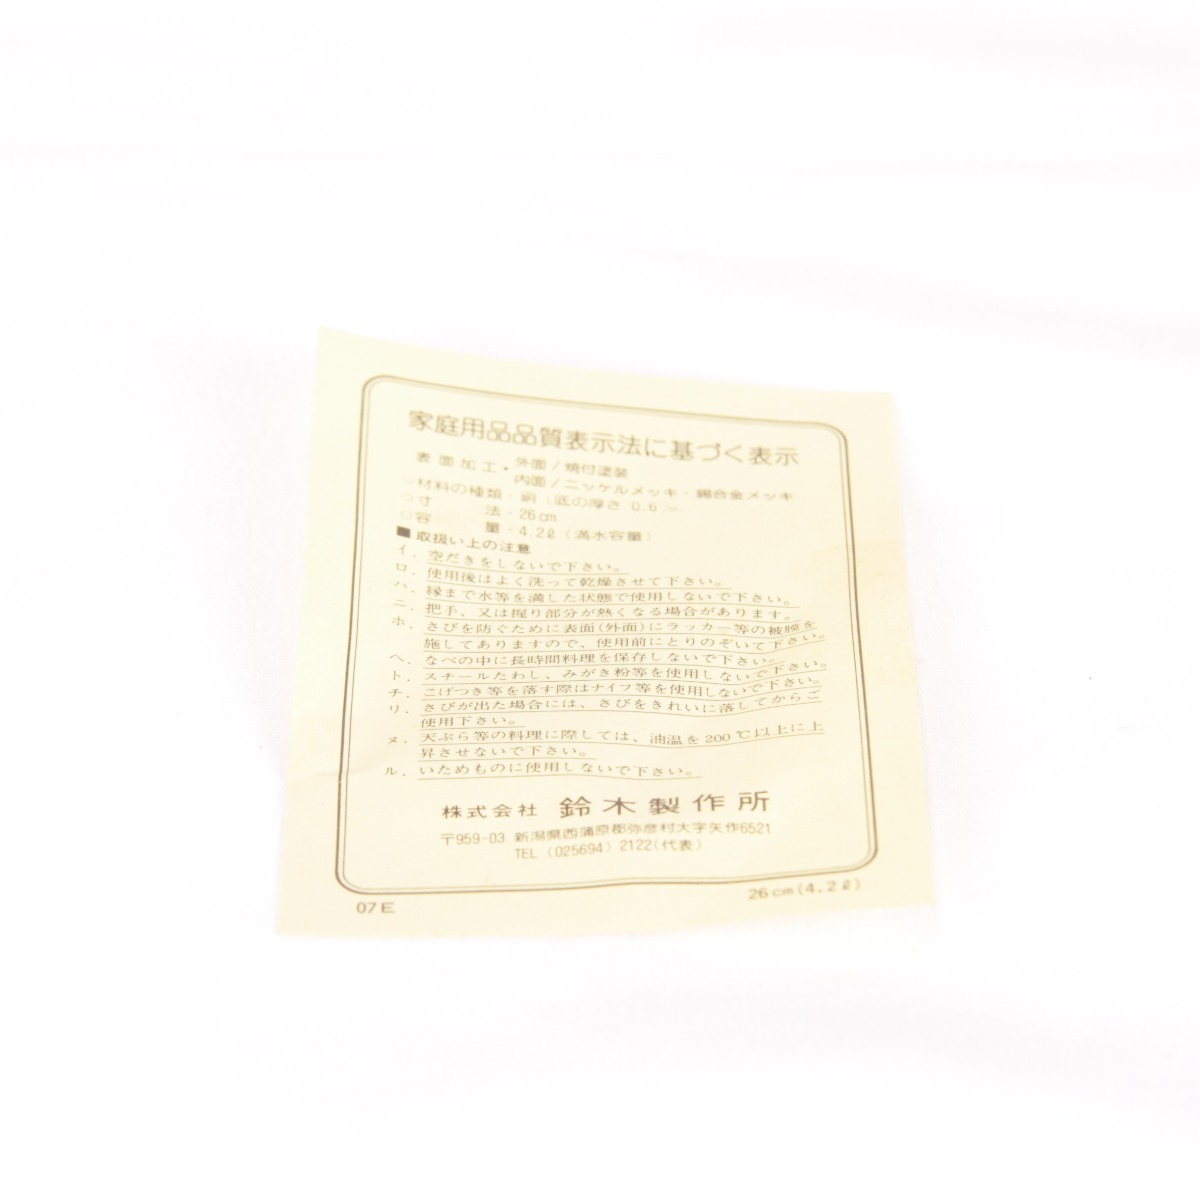 家庭用品品質表示法に基づく表示
表面加工・外面/焼付塗装
内面/ニッケルメッキ・錫合金メッキ
○材料の種類・銅（底の厚さ 0.6
○寸　　法・26cm
○容　　量・4.2ℓ（満水容量）
■取扱い上の注意
イ．空だきをしないで下さい。
ロ．使用後はよく洗って乾燥させて下さい。
ハ．縁まで水等を満した状態で使用しないで下さい。
ニ．把手、又は握り部分が熱くなる場合があります。
ホ．さびを防ぐために表面(外面)にラッカー等の被膜を
施してありますので、使用前にとりのぞいて下さい。
ヘ．なべの中に長時間料理を保存しないで下さい。
ト．スチールたわし、みがき粉等を使用しないで下さい。
チ．こげつき等を落す際はナイフ等を使用しないで下さい。
リ．さびが出た場合には、さびをきれいに落してからご
使用下さい。
ヌ．天ぷら等の料理に際しては、油温を200℃以上に上
昇させないで下さい。
ル．いためものに使用しないで下さい。
株式会社 鈴木製作所
〒959-03 新潟県西蒲原郡弥彦村大字矢作6521
TEL (025694) 2122(代表)
07E
26cm(4.2ℓ)